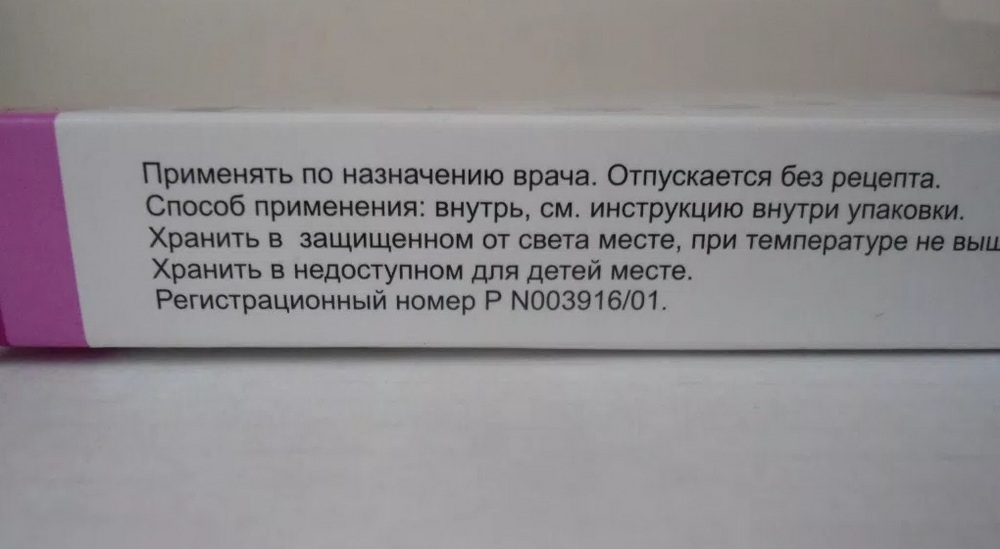 Применять по назначению врача. Отпускается без рецепта.
Способ применения: внутрь, см. инструкцию внутри упаковки.
Хранить в защищенном от света месте, при температуре не
Хранить в недоступном для детей месте.
Регистрационный номер Р N003916/01.